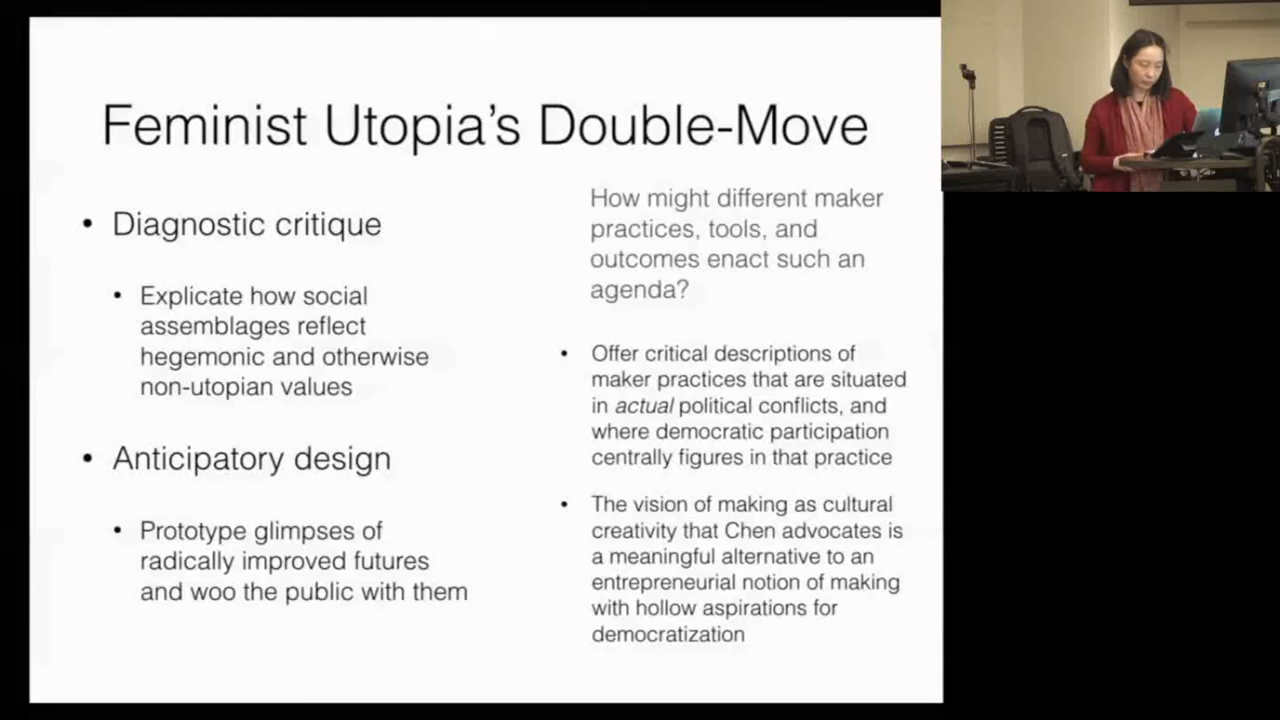 Feminist Utopia's Double-Move
• Diagnostic critique
• Explicate how social
assemblages reflect
hegemonic and otherwise
non-utopian values
• Anticipatory design
• Prototype glimpses of
radically improved futures
and woo the public with them
How might different maker
practices, tools, and
outcomes enact such an
agenda?
• Offer critical descriptions of
maker practices that are situated
in actual political conflicts, and
where democratic participation
centrally figures in that practice
• The vision of making as cultural
creativity that Chen advocates is
a meaningful alternative to an
entrepreneurial notion of making
with hollow aspirations for
democratization